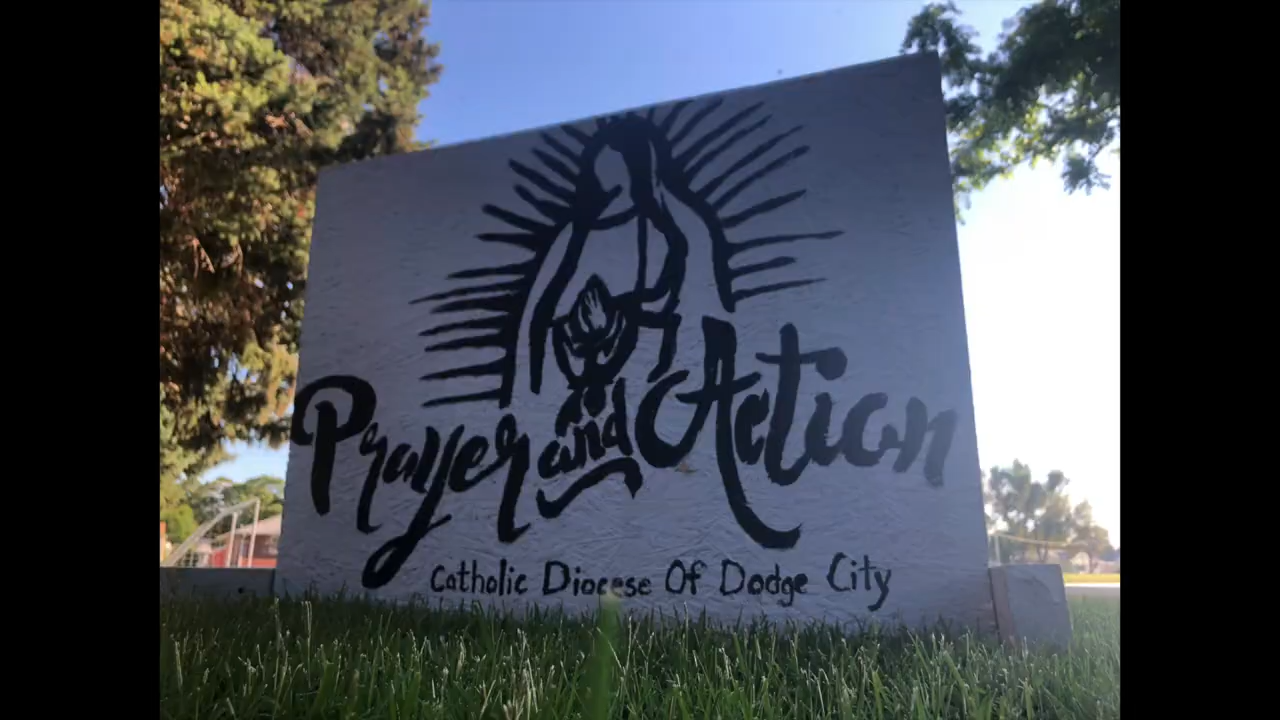 Prayer and Action
Catholic Diocese Of Dodge City